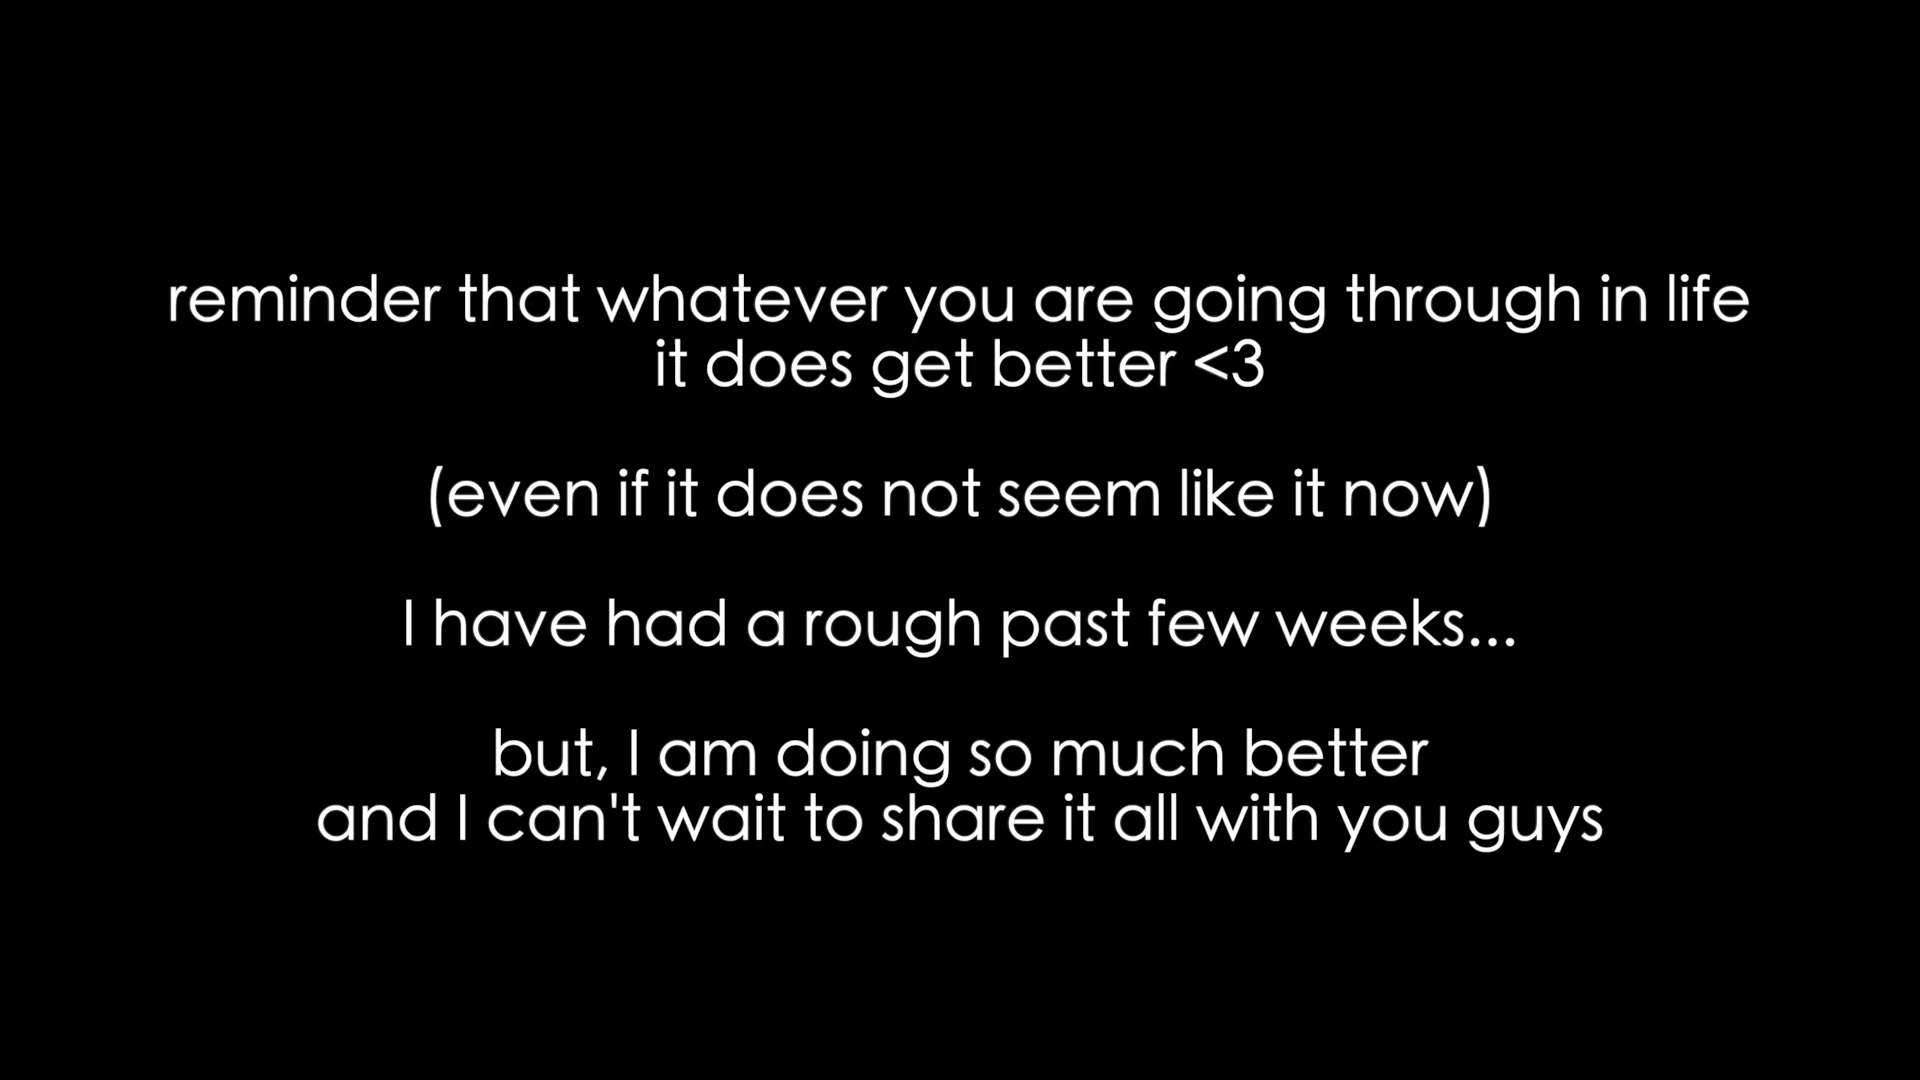 reminder that whatever you are going through in life
it does get better <3
(even if it does not seem like it now)
I have had a rough past few weeks...
but, I am doing so much better
and I can't wait to share it all with you guys